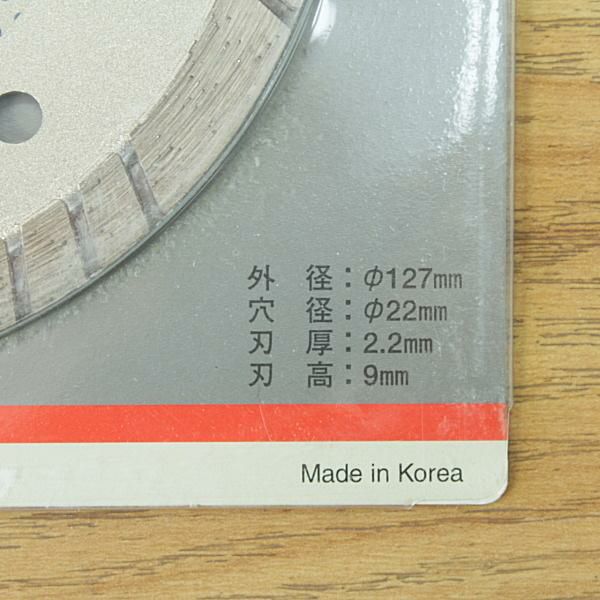 外 径：φ127mm
穴 径：φ22mm
刃 厚：2.2mm
刃 高：9mm
Made in Korea